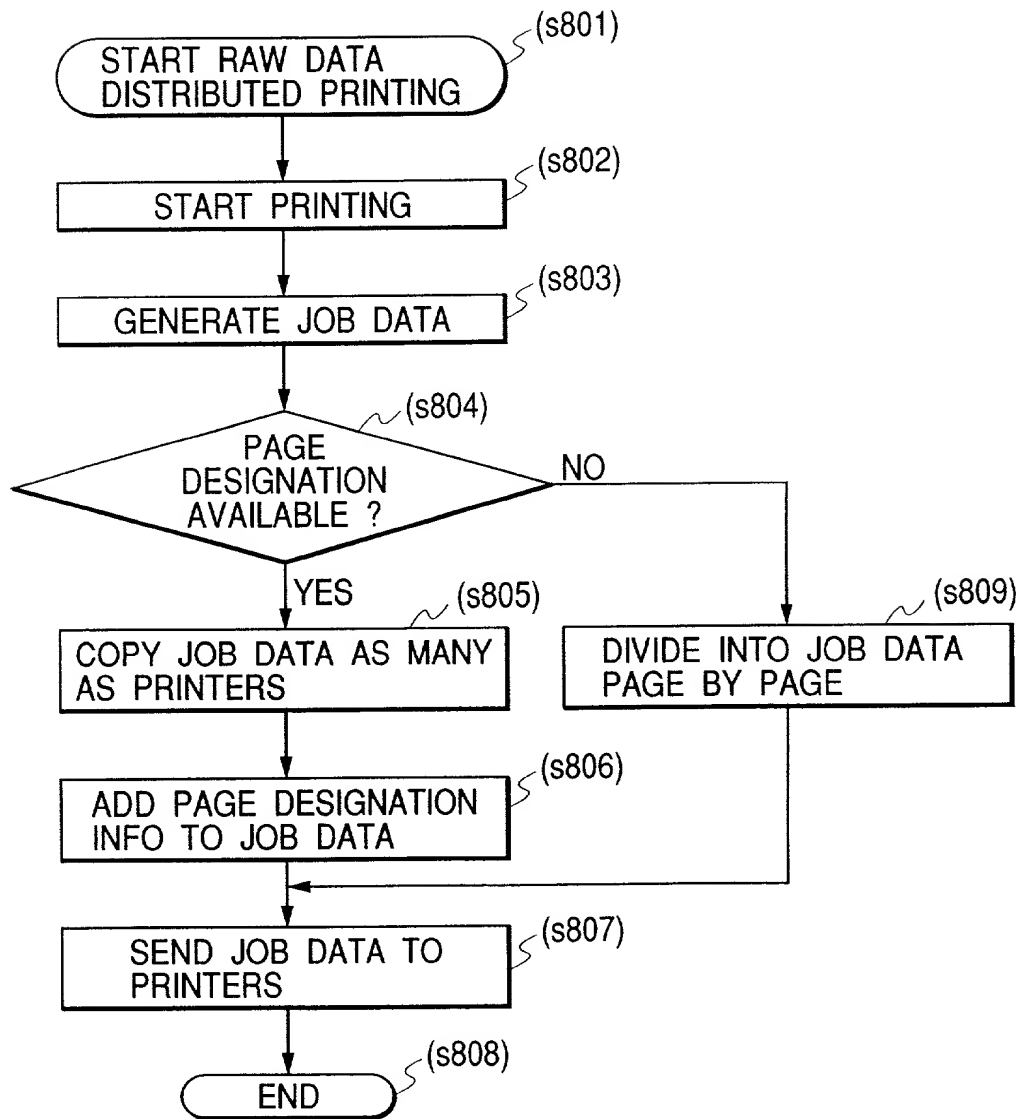 (s801)
START RAW DATA
DISTRIBUTED PRINTING
(s802)
START PRINTING
(s803)
GENERATE JOB DATA
(s804)
PAGE
DESIGNATION
AVAILABLE ?
NO
YES
(s805)
COPY JOB DATA AS MANY
AS PRINTERS
(s809)
DIVIDE INTO JOB DATA
PAGE BY PAGE
(s806)
ADD PAGE DESIGNATION
INFO TO JOB DATA
(s807)
SEND JOB DATA TO
PRINTERS
(s808)
END